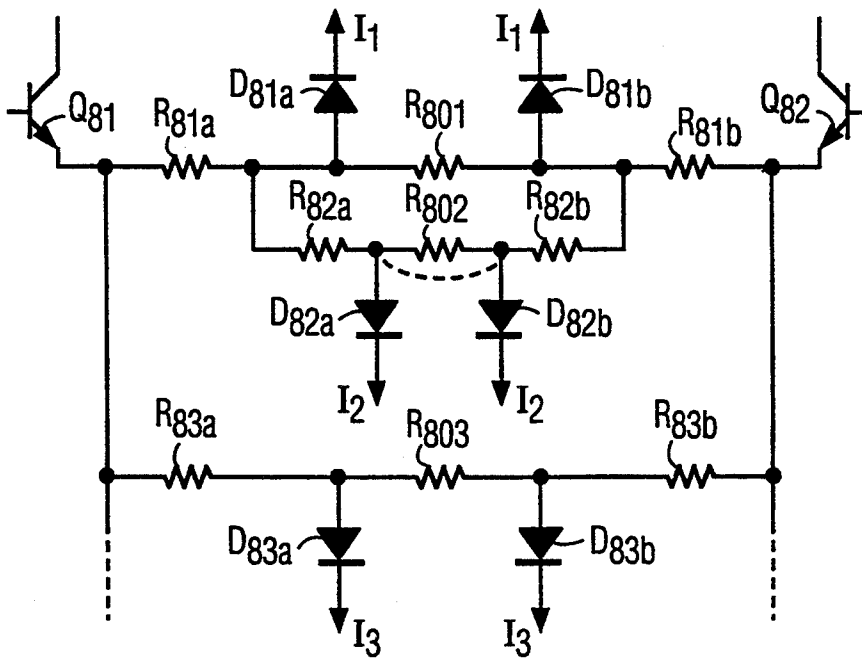 I1 I1
D81a D81b
Q81 R81a R801 R81b Q82
R82a R802 R82b
D82a D82b
I2 I2
R83a R803 R83b
D83a D83b
I3 I3